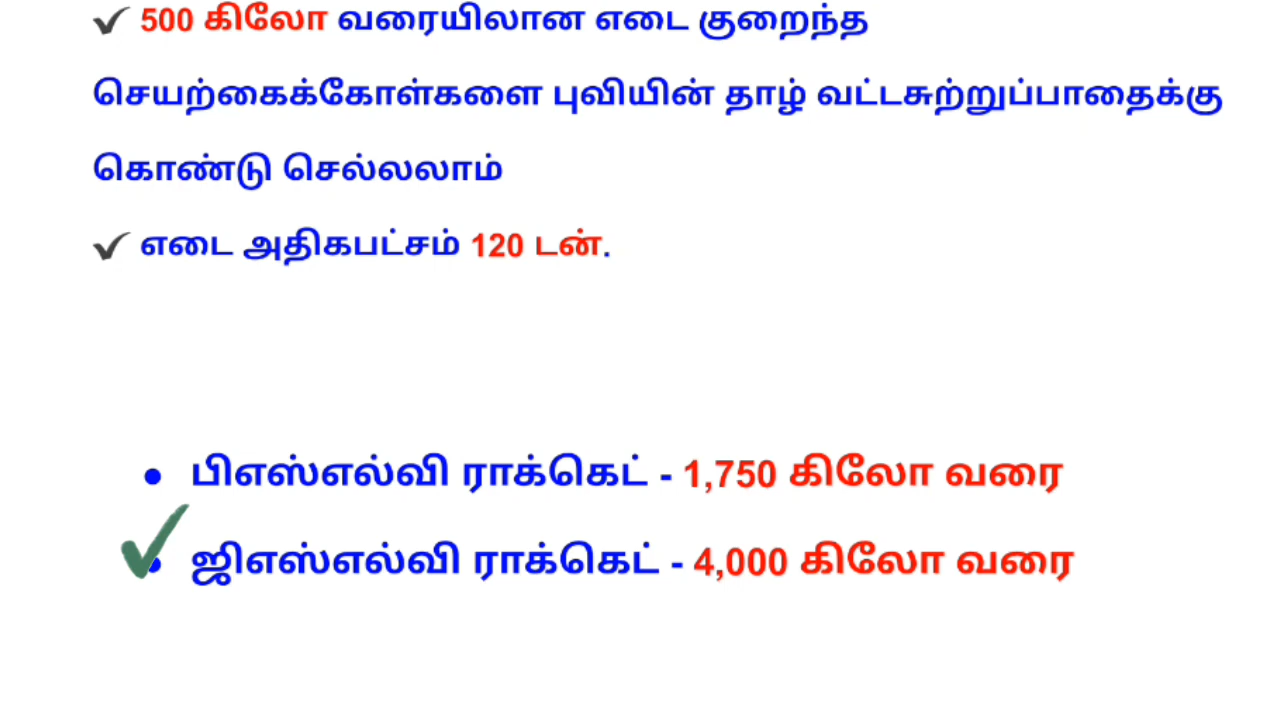 500 கிலோ வரையிலான எடை குறைந்த
செயற்கைக்கோள்களை புவியின் தாழ் வட்டசுற்றுப்பாதைக்கு
கொண்டு செல்லலாம்
எடை அதிகபட்சம் 120 டன்.
பிஎஸ்எல்வி ராக்கெட் - 1,750 கிலோ வரை
ஜிஎஸ்எல்வி ராக்கெட் - 4,000 கிலோ வரை